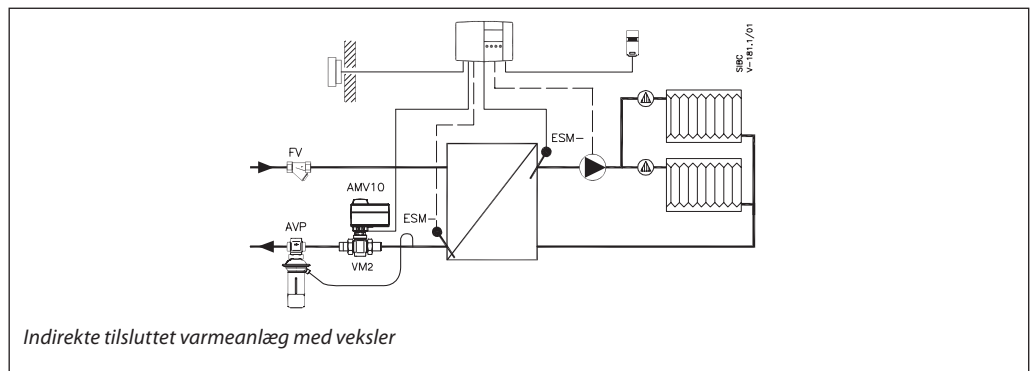 SIBC
V-181.1/01
ESM-
FV
AMV10
ESM-
AVP
VM2
Indirekte tilsluttet varmeanlæg med veksler